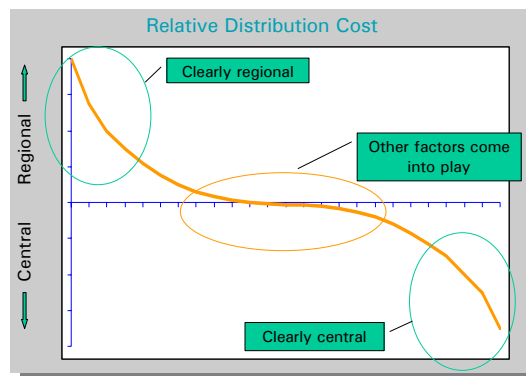 Relative Distribution Cost
Clearly regional
Regional
Other factors come
into play
Central
Clearly central